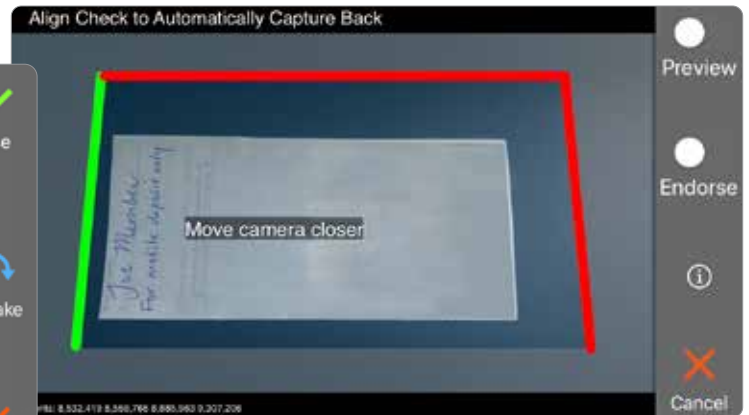 Align Check to Automatically Capture Back
Preview
Endorse
Joe Member
For mobile deposit only
Move camera closer
Cancel